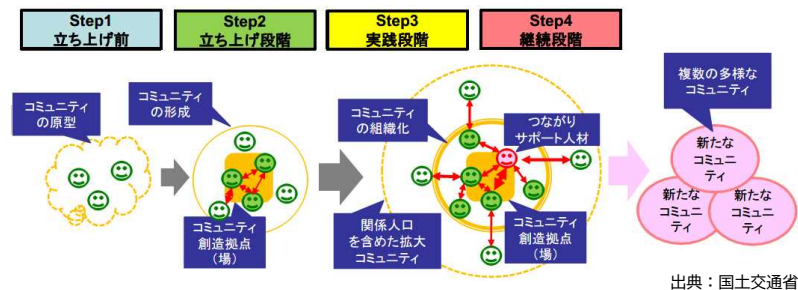 Step1
立ち上げ前
Step2
立ち上げ段階
Step3
実践段階
Step4
継続段階
コミュニティ
の原型
コミュニティ
の形成
コミュニティ
創造拠点
(場)
コミュニティ
の組織化
つながり
サポート人材
関係人口
を含めた拡大
コミュニティ
コミュニティ
創造拠点
(場)
複数の多様な
コミュニティ
新たな
コミュニ
ティ
新たな
コミュニ
ティ
新たな
コミュニ
ティ
出典：国土交通省